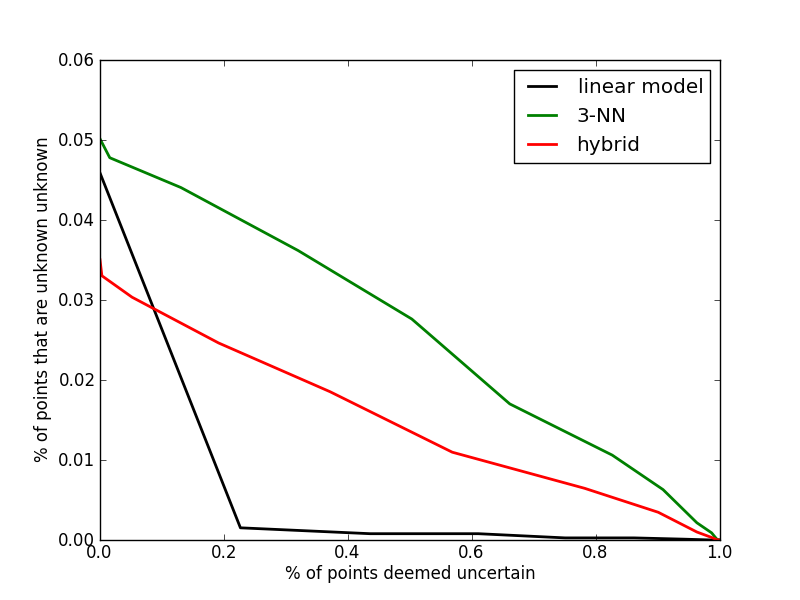 0.06
0.05
0.04
0.03
0.02
0.01
0.00
% of points that are unknown unknown
linear model
3-NN
hybrid
0.0 0.2 0.4 0.6 0.8 1.0
% of points deemed uncertain